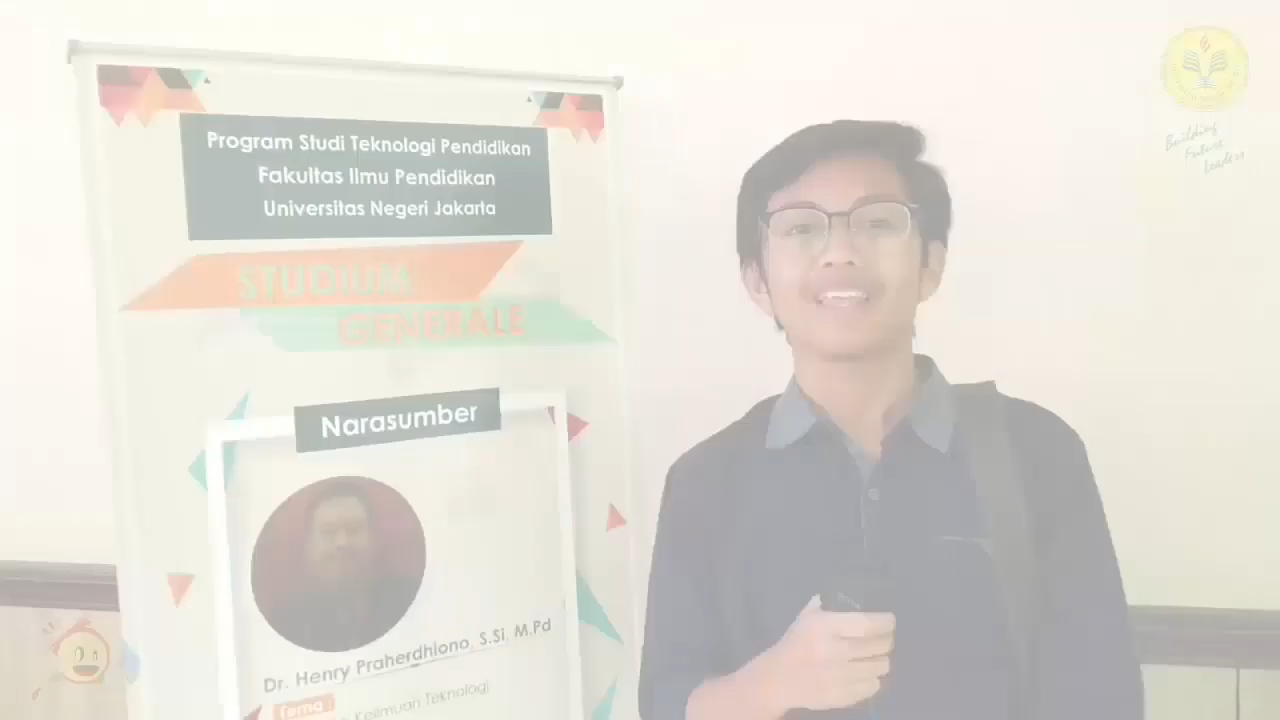 Program Studi Teknologi Pendidikan
Fakultas Ilmu Pendidikan
Universitas Negeri Jakarta
STUDIUM
GENERALE
Narasumber
Dr. Henry Praherdhiono, S.Si, M.Pd
Tema :
Keilmuan Teknologi
Building
Future
Leaders